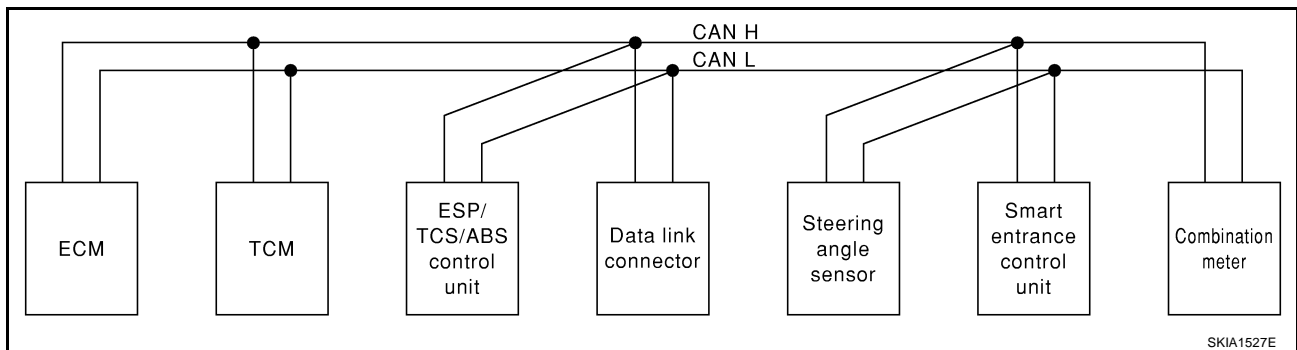 CAN H
CAN L
ECM
TCM
ESP/
TCS/ABS
control
unit
Data link
connector
Steering
angle
sensor
Smart
entrance
control
unit
Combination
meter
SKIA1527E